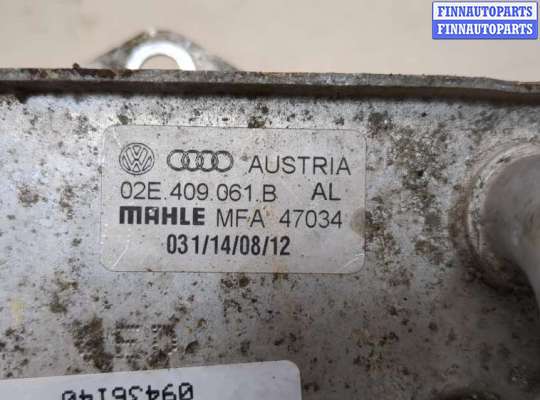 FINNAUTOPARTS
FINNAUTOPARTS
AUSTRIA
02E.409.061.B AL
MAHLE MFA 47034
031/14/08/12